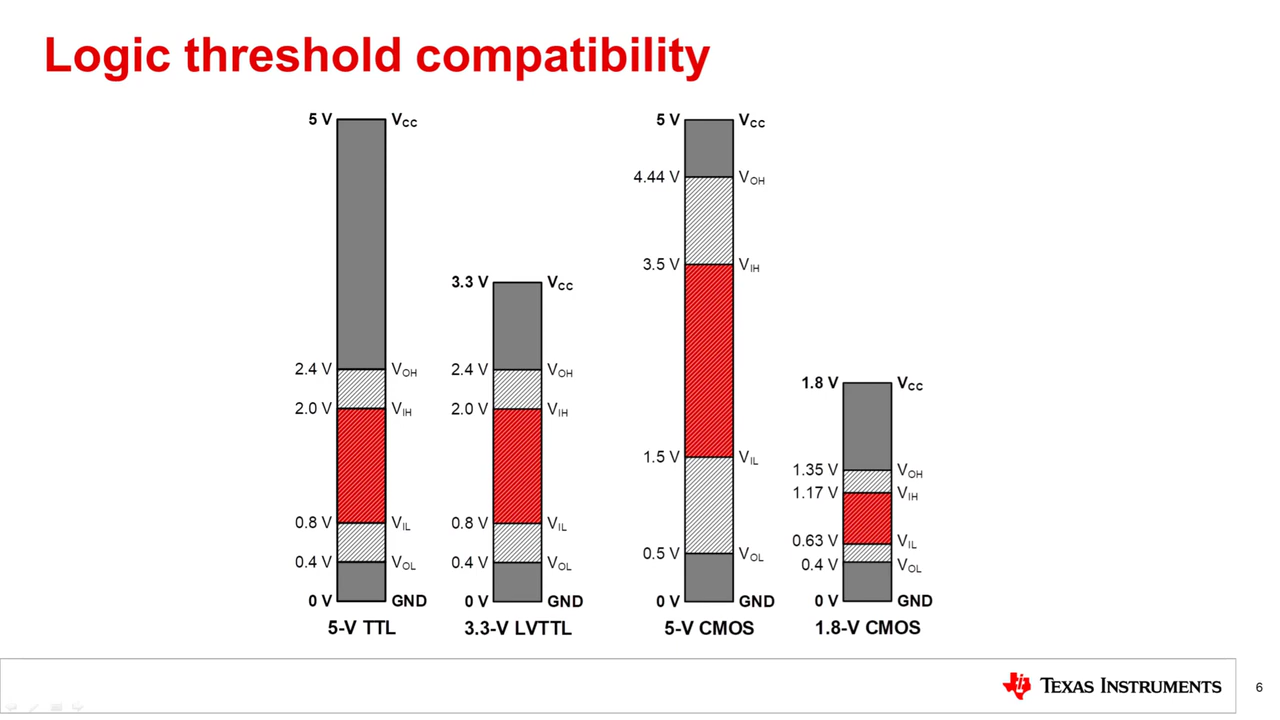 Logic threshold compatibility
5 V VCC
2.4 V VOH
2.0 V VIH
0.8 V VIL
0.4 V VOL
0 V GND
5-V TTL
3.3 V VCC
2.4 V VOH
2.0 V VIH
0.8 V VIL
0.4 V VOL
0 V GND
3.3-V LVTTL
5 V VCC
4.44 V VOH
3.5 V VIH
1.5 V VIL
0.5 V VOL
0 V GND
5-V CMOS
1.8 V VCC
1.35 V VOH
1.17 V VIH
0.63 V VIL
0.4 V VOL
0 V GND
1.8-V CMOS
TEXAS INSTRUMENTS
6